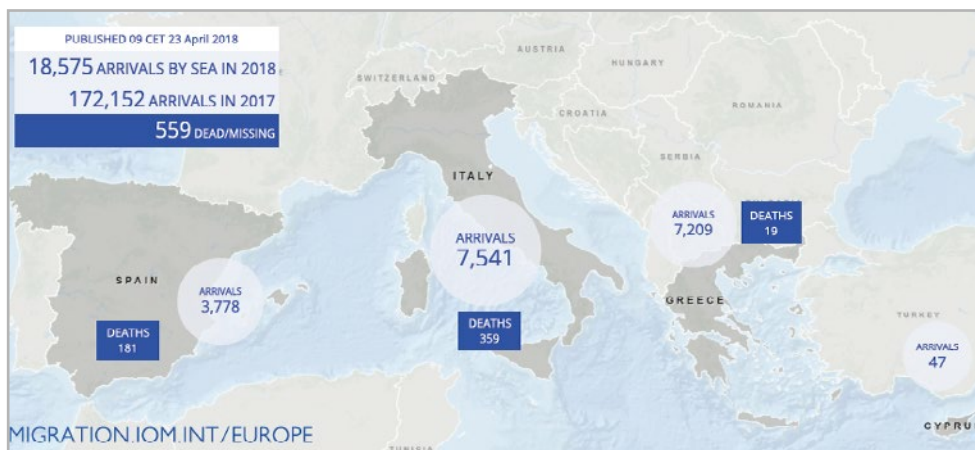 PUBLISHED 09 CET 23 April 2018
18,575 ARRIVALS BY SEA IN 2018
172,152 ARRIVALS IN 2017
559 DEAD/MISSING
AUSTRIA
SWITZERLAND
HUNGARY
CROATIA
ROMANIA
SERBIA
ITALY
ARRIVALS
7,541
DEATHS
359
ARRIVALS
7,209
DEATHS
19
GREECE
SPAIN
ARRIVALS
3,778
DEATHS
181
TURKEY
ARRIVALS
47
CYPRU
MIGRATION.IOM.INT/EUROPE
TUNISIA